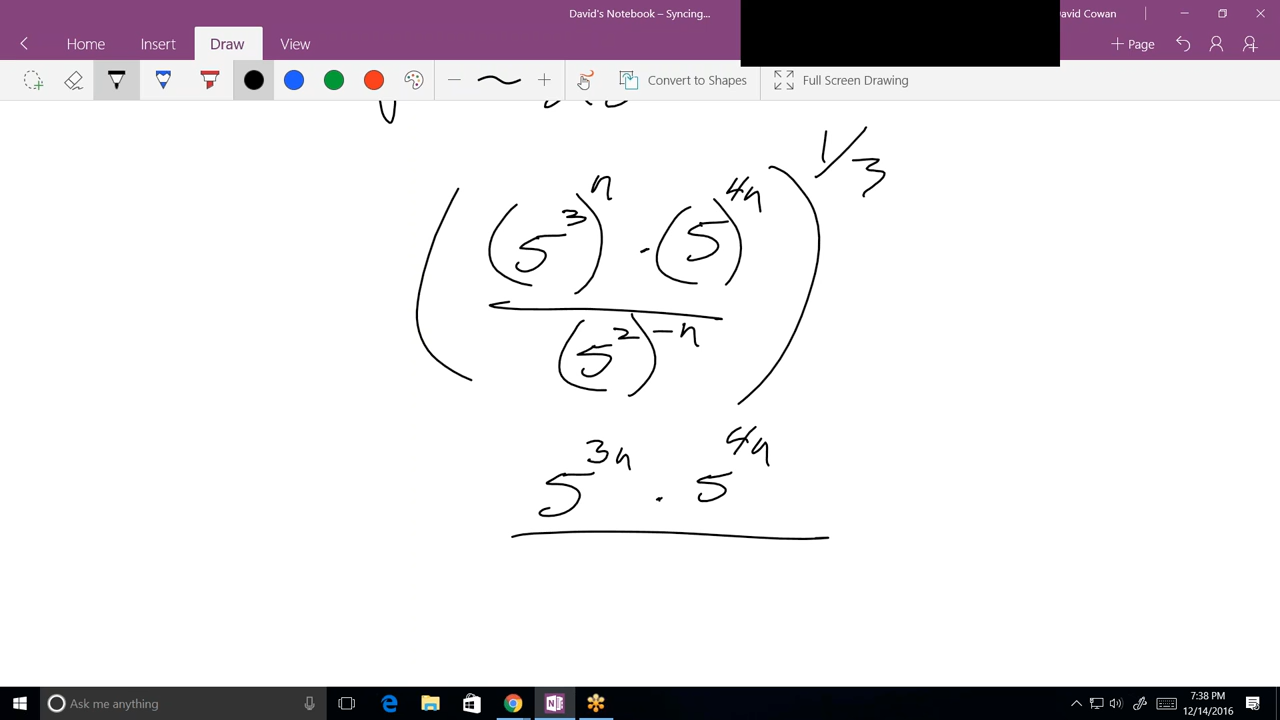 David's Notebook – Syncing...
avid Cowan
Home Insert Draw View
Page
Convert to Shapes Full Screen Drawing
( (5^3)^n · (5)^4n / (5^2)^-n )^1/3
5^3n · 5^4n
Ask me anything
7:38 PM
12/14/2016